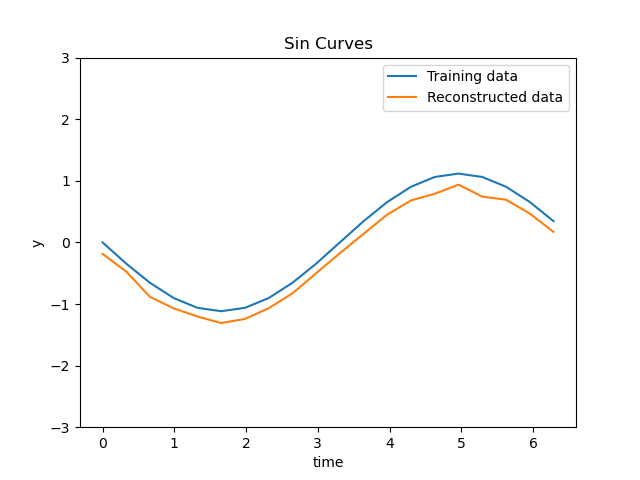 Sin Curves
Training data
Reconstructed data
3
2
1
0
−1
−2
−3
y
0 1 2 3 4 5 6
time